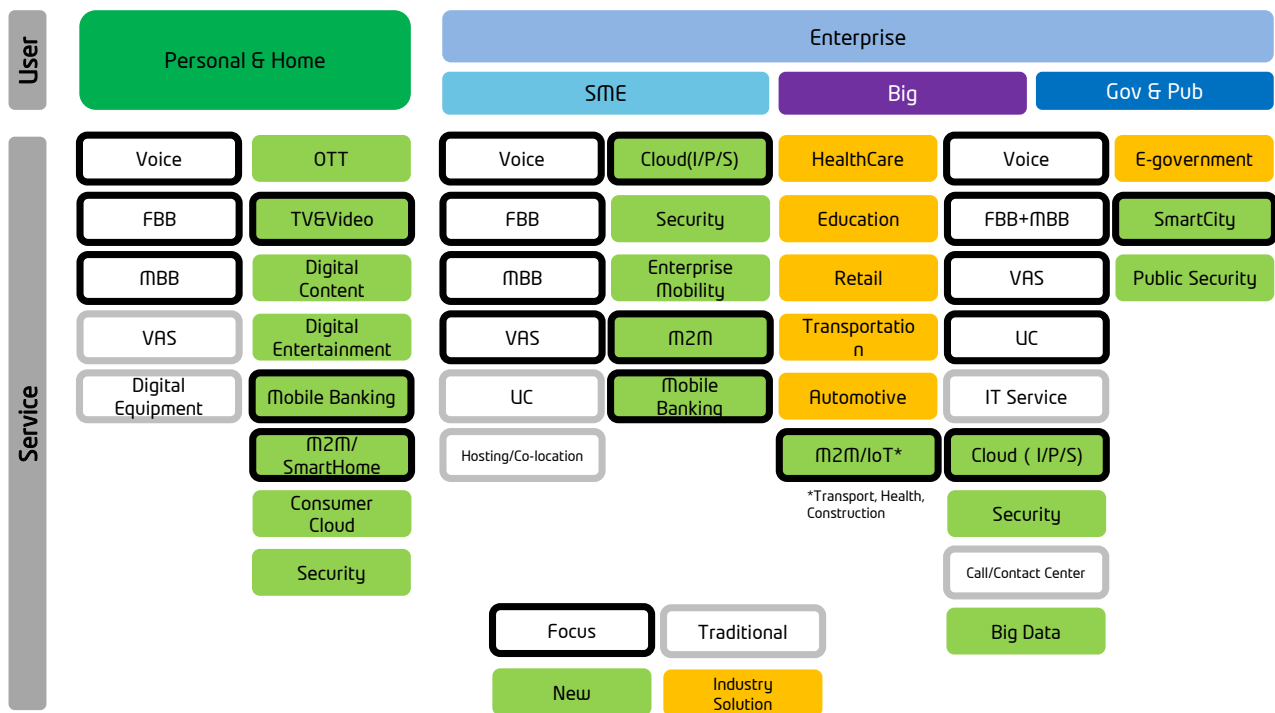 User
Personal & Home
Enterprise
SME
Big
Gov & Pub
Service
Voice
FBB
MBB
VAS
Digital
Equipment
OTT
TV&Video
Digital
Content
Digital
Entertainment
Mobile Banking
M2M/
SmartHome
Consumer
Cloud
Security
Voice
FBB
MBB
VAS
UC
Hosting/Co-location
Cloud(I/P/S)
Security
Enterprise
Mobility
M2M
Mobile
Banking
HealthCare
Education
Retail
Transportatio
n
Automotive
M2M/IoT*
*Transport, Health,
Construction
Voice
FBB+MBB
VAS
UC
IT Service
Cloud ( I/P/S)
Security
Call/Contact Center
Big Data
E-government
SmartCity
Public Security
Focus
Traditional
New
Industry
Solution